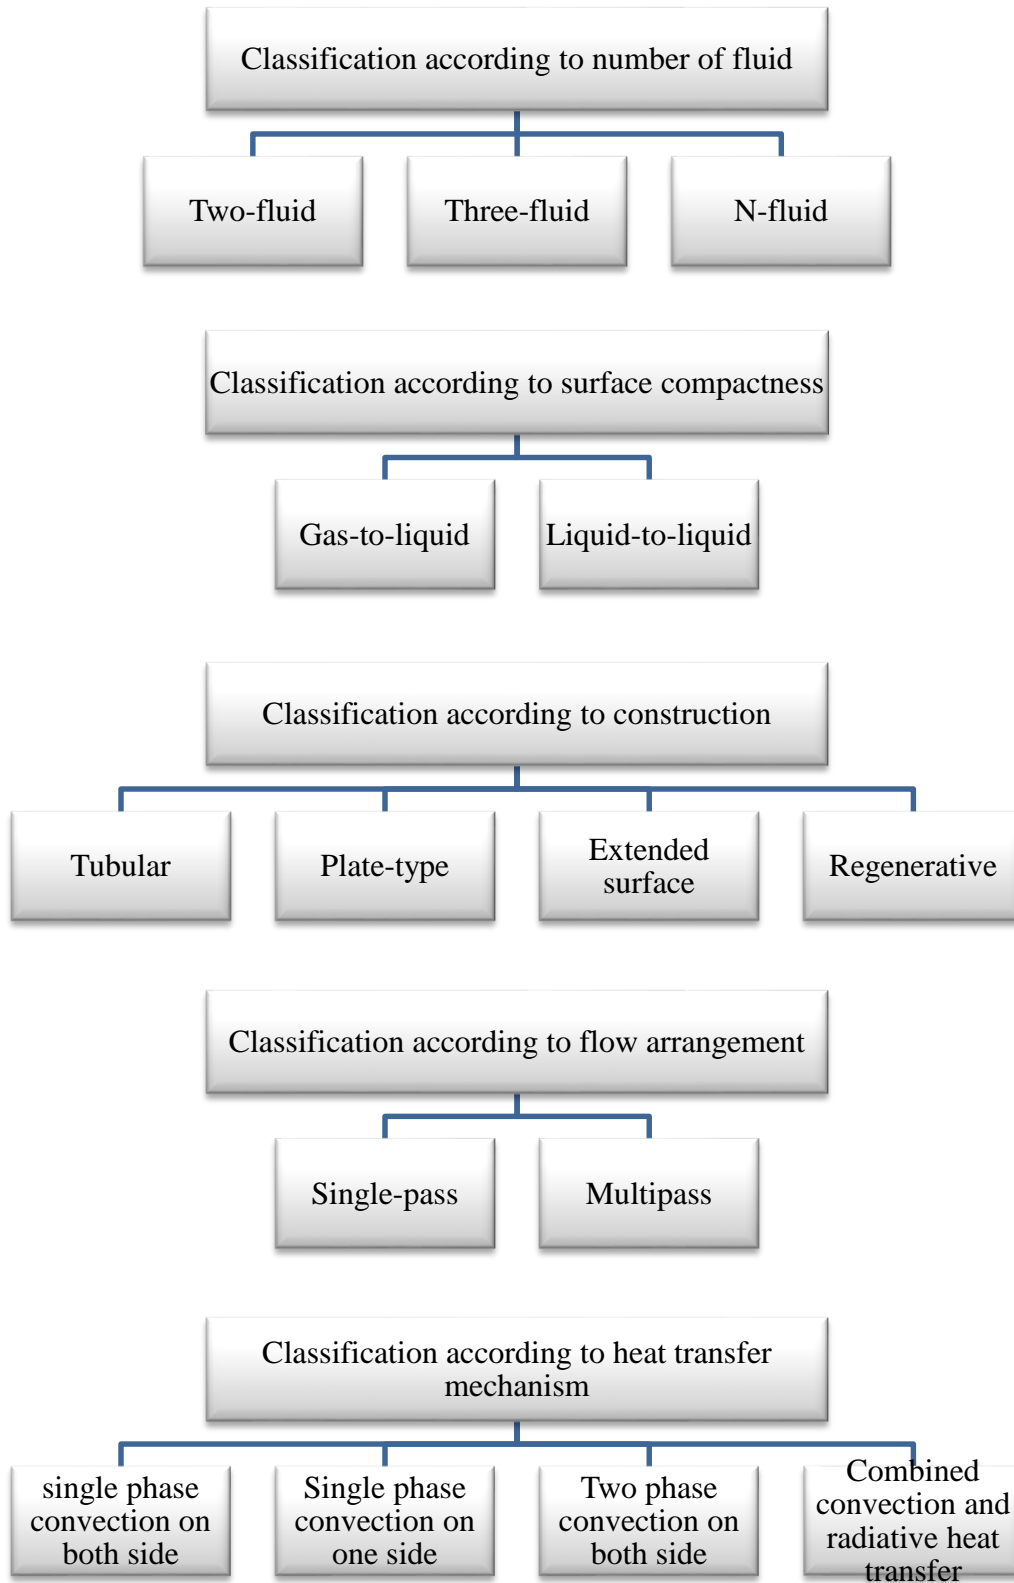 Classification according to number of fluid
Two-fluid
Three-fluid
N-fluid
Classification according to surface compactness
Gas-to-liquid
Liquid-to-liquid
Classification according to construction
Tubular
Plate-type
Extended
surface
Regenerative
Classification according to flow arrangement
Single-pass
Multipass
Classification according to heat transfer
mechanism
single phase
convection on
both side
Single phase
convection on
one side
Two phase
convection on
both side
Combined
convection and
radiative heat
transfer